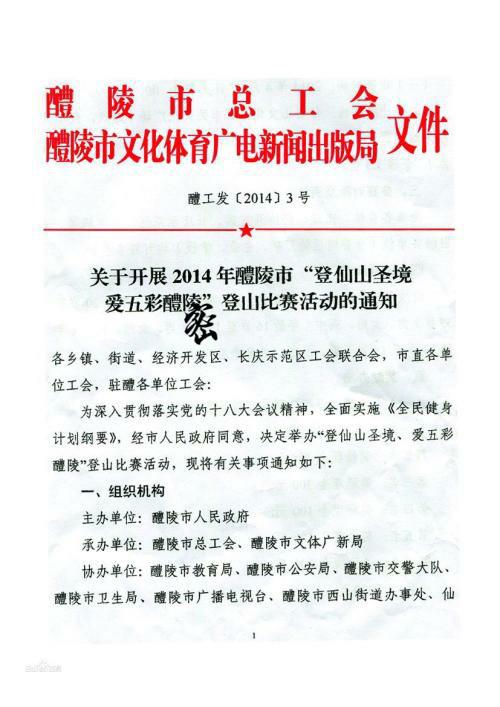 醴陵市总工会
醴陵市文化体育广电新闻出版局
文件
醴工发〔2014〕3号
关于开展2014年醴陵市“登仙山圣境
爱五彩醴陵”登山比赛活动的通知
密
各乡镇、街道、经济开发区、长庆示范区工会联合会，市直各单
位工会，驻醴各单位工会：
为深入贯彻落实党的十八大会议精神，全面实施《全民健身
计划纲要》，经市人民政府同意，决定举办“登仙山圣境、爱五彩
醴陵”登山比赛活动，现将有关事项通知如下：
一、组织机构
主办单位：醴陵市人民政府
承办单位：醴陵市总工会、醴陵市文体广新局
协办单位：醴陵市教育局、醴陵市公安局、醴陵市交警大队、
醴陵市卫生局、醴陵市广播电视台、醴陵市西山街道办事处、仙
1